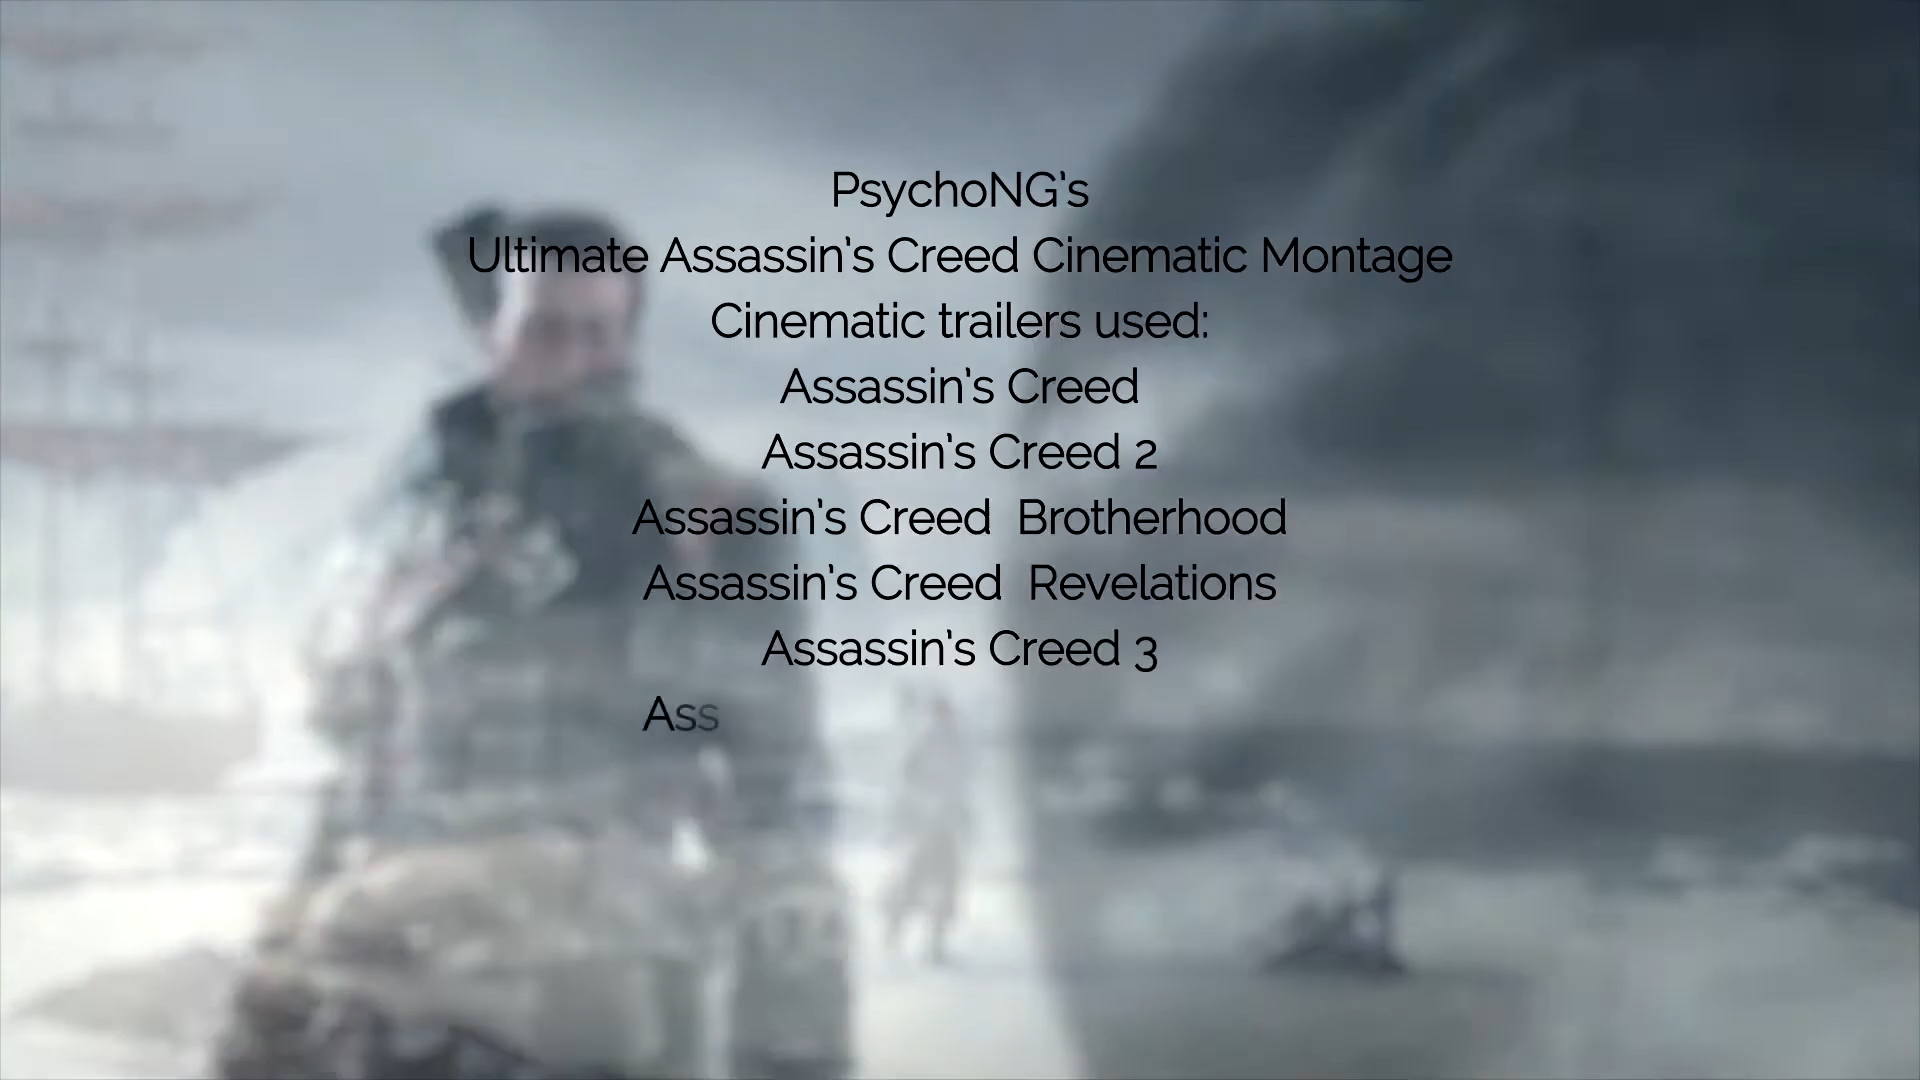 PsychoNG's
Ultimate Assassin's Creed Cinematic Montage
Cinematic trailers used:
Assassin's Creed
Assassin's Creed 2
Assassin's Creed  Brotherhood
Assassin's Creed  Revelations
Assassin's Creed 3
Ass